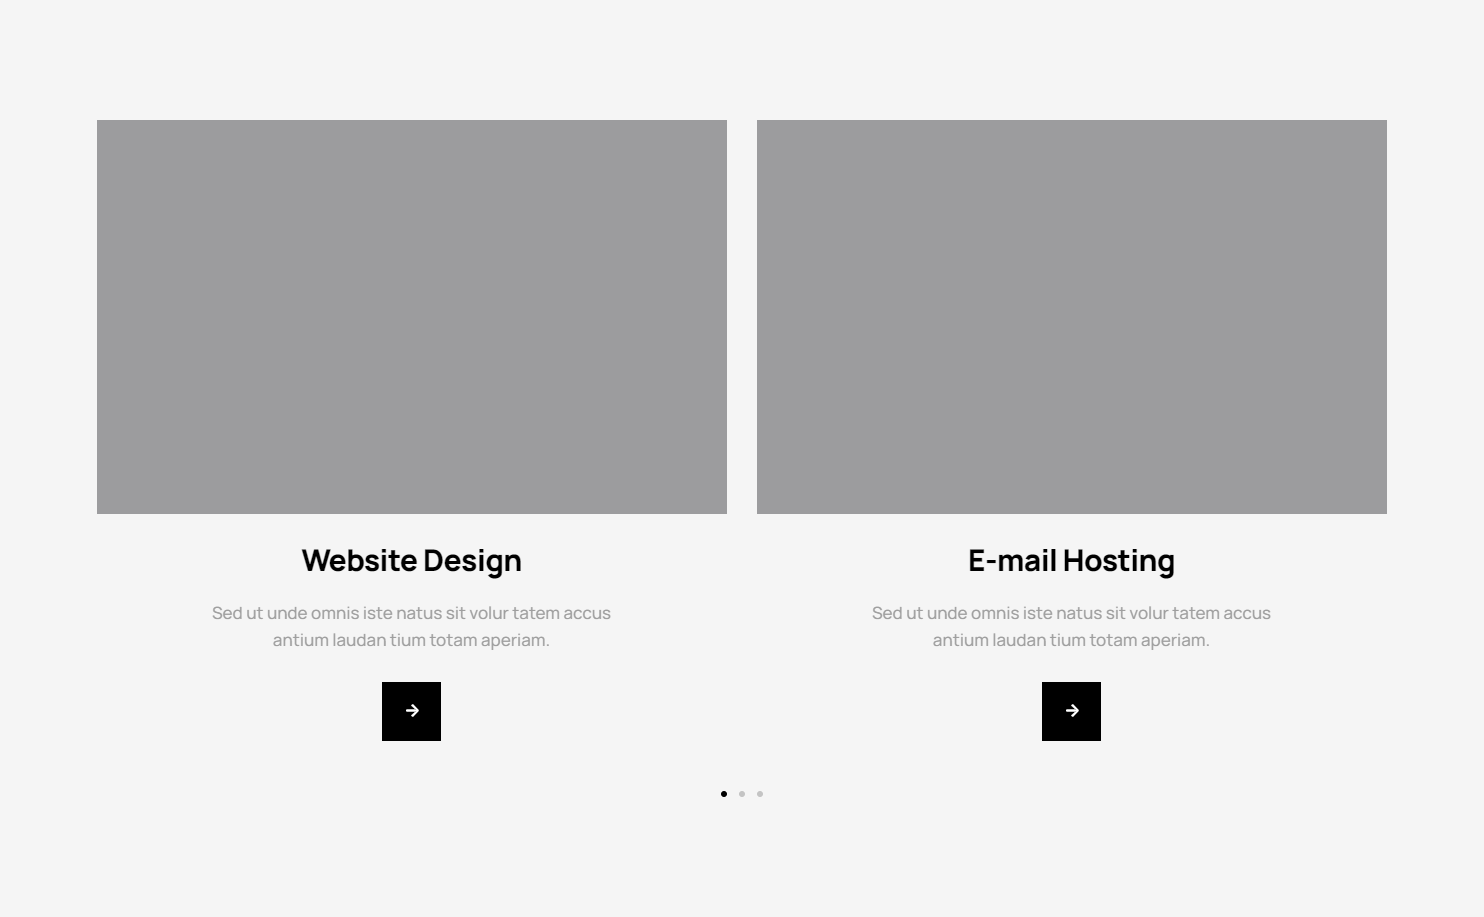 Website Design
Sed ut unde omnis iste natus sit volur tatem accus
antium laudan tium totam aperiam.
E-mail Hosting
Sed ut unde omnis iste natus sit volur tatem accus
antium laudan tium totam aperiam.